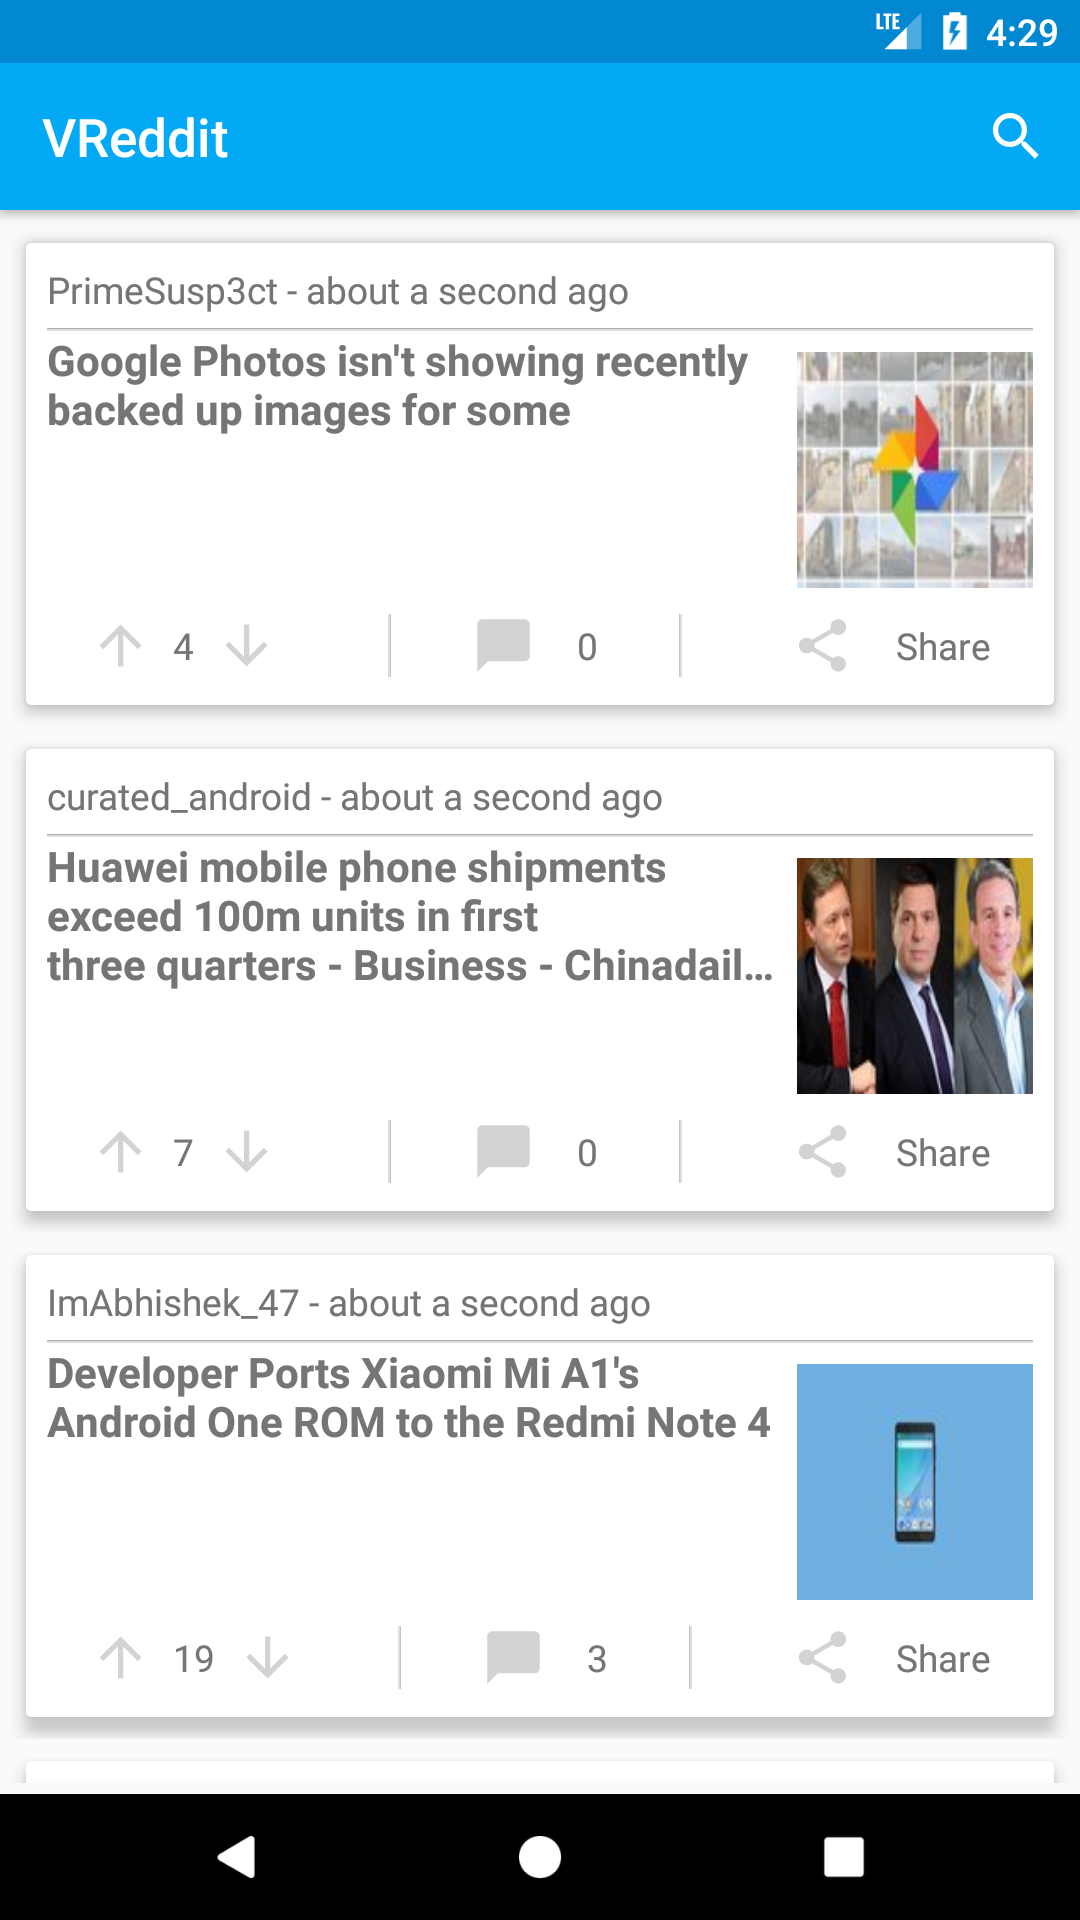 LTE 4:29
VReddit
PrimeSusp3ct - about a second ago
Google Photos isn't showing recently
backed up images for some
4 0 Share
curated_android - about a second ago
Huawei mobile phone shipments
exceed 100m units in first
three quarters - Business - Chinadail...
7 0 Share
ImAbhishek_47 - about a second ago
Developer Ports Xiaomi Mi A1's
Android One ROM to the Redmi Note 4
19 3 Share